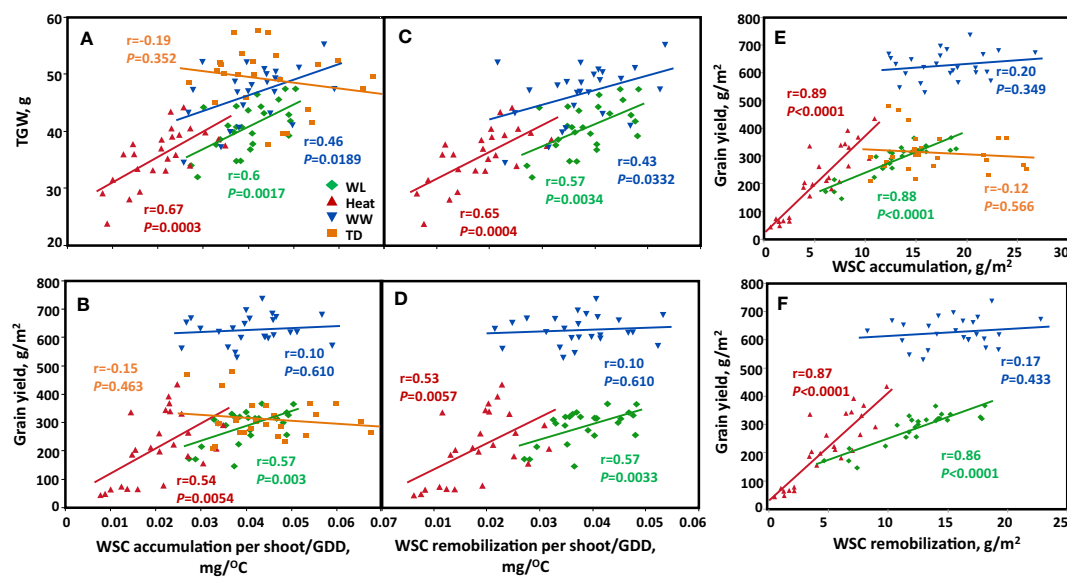 A
60
50
40
30
20
TGW, g
r=-0.19
P=0.352
r=0.46
P=0.0189
r=0.6
P=0.0017
r=0.67
P=0.0003
WL
Heat
WW
TD
C
r=0.43
P=0.0332
r=0.57
P=0.0034
r=0.65
P=0.0004
E
800
700
600
500
400
300
200
100
0
Grain yield, g/m²
r=0.89
P<0.0001
r=0.20
P=0.349
r=0.88
P<0.0001
r=-0.12
P=0.566
0 5 10 15 20 25 30
WSC accumulation, g/m²
B
800
700
600
500
400
300
200
100
0
Grain yield, g/m²
r=-0.15
P=0.463
r=0.10
P=0.610
r=0.57
P=0.003
r=0.54
P=0.0054
0 0.01 0.02 0.03 0.04 0.05 0.06 0.07
WSC accumulation per shoot/GDD,
mg/⁰C
D
r=0.53
P=0.0057
r=0.10
P=0.610
r=0.57
P=0.0033
0.01 0.02 0.03 0.04 0.05 0.06
WSC remobilization per shoot/GDD,
mg/⁰C
F
800
700
600
500
400
300
200
100
0
Grain yield, g/m²
r=0.87
P<0.0001
r=0.17
P=0.433
r=0.86
P<0.0001
0 5 10 15 20 25
WSC remobilization, g/m²